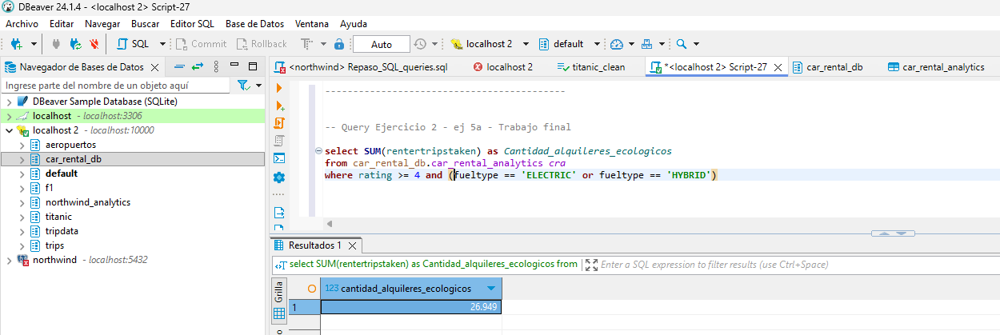 DBeaver 24.1.4 - <localhost 2> Script-27
Archivo Editar Navegar Buscar Editor SQL Base de Datos Ventana Ayuda
SQL Commit Rollback T Auto localhost 2 default
Navegador de Bases de Datos
<northwind> Repaso_SQL_queries.sql localhost 2 titanic_clean *<localhost 2> Script-27 car_rental_db car_rental_analytics
Ingrese parte del nombre de un objeto aquí
DBeaver Sample Database (SQLite)
localhost - localhost:3306
localhost 2 - localhost:10000
aeropuertos
car_rental_db
default
f1
northwind_analytics
titanic
tripdata
trips
northwind - localhost:5432
-------------------------------------------
-- Query Ejercicio 2 - ej 5a - Trabajo final
select SUM(rentertripstaken) as Cantidad_alquileres_ecologicos
from car_rental_db.car_rental_analytics cra
where rating >= 4 and (fueltype == 'ELECTRIC' or fueltype == 'HYBRID')
Resultados 1
select SUM(rentertripstaken) as Cantidad_alquileres_ecologicos from
Enter a SQL expression to filter results (use Ctrl+Space)
Grilla
123 cantidad_alquileres_ecologicos
1 26.949